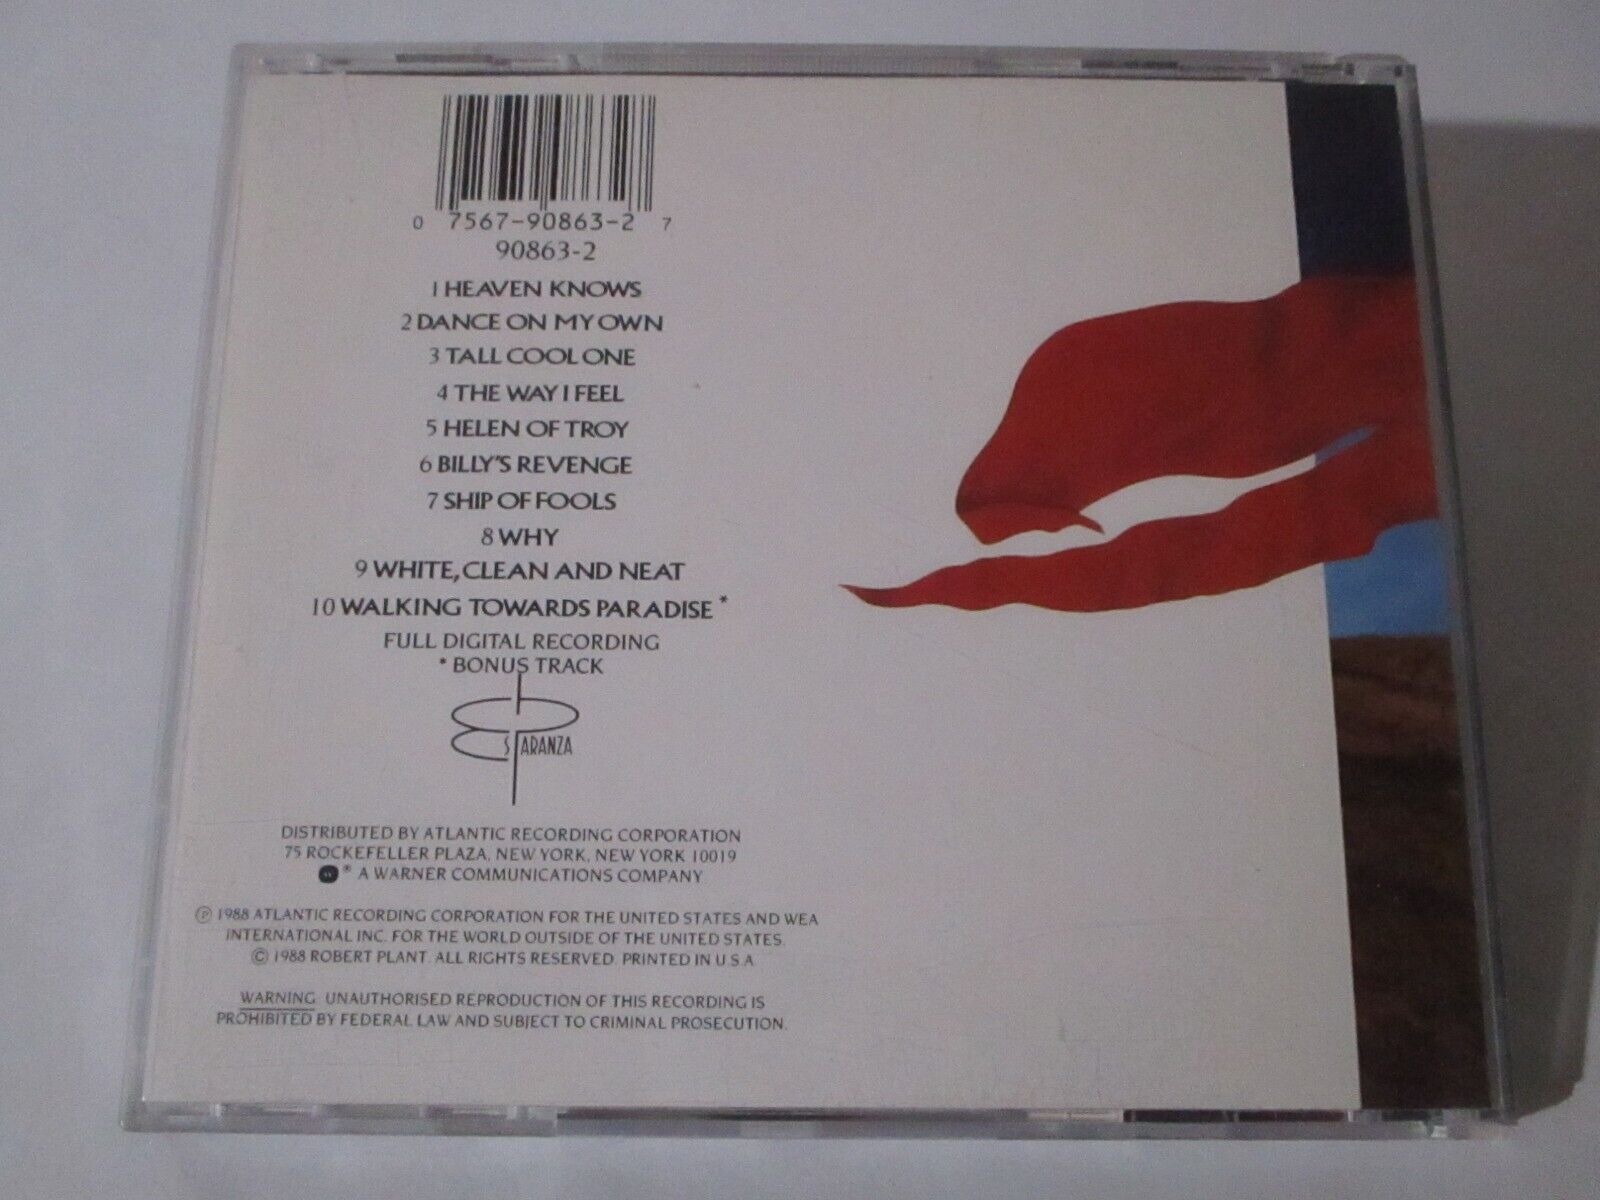 0 7567-90863-2 7
90863-2
1 HEAVEN KNOWS
2 DANCE ON MY OWN
3 TALL COOL ONE
4 THE WAY I FEEL
5 HELEN OF TROY
6 BILLY'S REVENGE
7 SHIP OF FOOLS
8 WHY
9 WHITE, CLEAN AND NEAT
10 WALKING TOWARDS PARADISE *
FULL DIGITAL RECORDING
* BONUS TRACK
ES PARANZA
DISTRIBUTED BY ATLANTIC RECORDING CORPORATION
75 ROCKEFELLER PLAZA, NEW YORK, NEW YORK 10019
® A WARNER COMMUNICATIONS COMPANY
℗ 1988 ATLANTIC RECORDING CORPORATION FOR THE UNITED STATES AND WEA
INTERNATIONAL INC. FOR THE WORLD OUTSIDE OF THE UNITED STATES.
© 1988 ROBERT PLANT. ALL RIGHTS RESERVED. PRINTED IN U.S.A.
WARNING: UNAUTHORISED REPRODUCTION OF THIS RECORDING IS
PROHIBITED BY FEDERAL LAW AND SUBJECT TO CRIMINAL PROSECUTION.